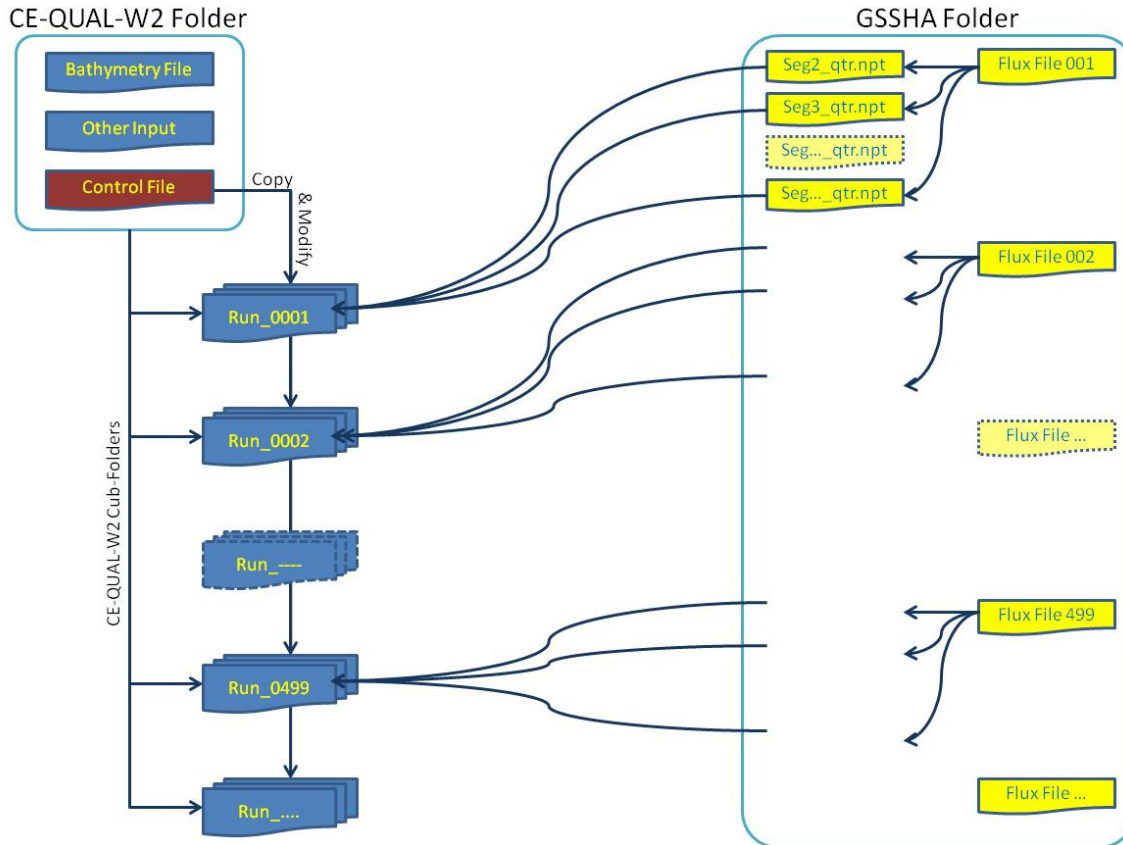 CE-QUAL-W2 Folder
Bathymetry File
Other Input
Control File
Copy
& Modify
CE-QUAL-W2 Cub-Folders
Run_0001
Run_0002
Run_----
Run_0499
Run_....
GSSHA Folder
Seg2_qtr.npt
Flux File 001
Seg3_qtr.npt
Seg..._qtr.npt
Seg..._qtr.npt
Flux File 002
Flux File ...
Flux File 499
Flux File ...